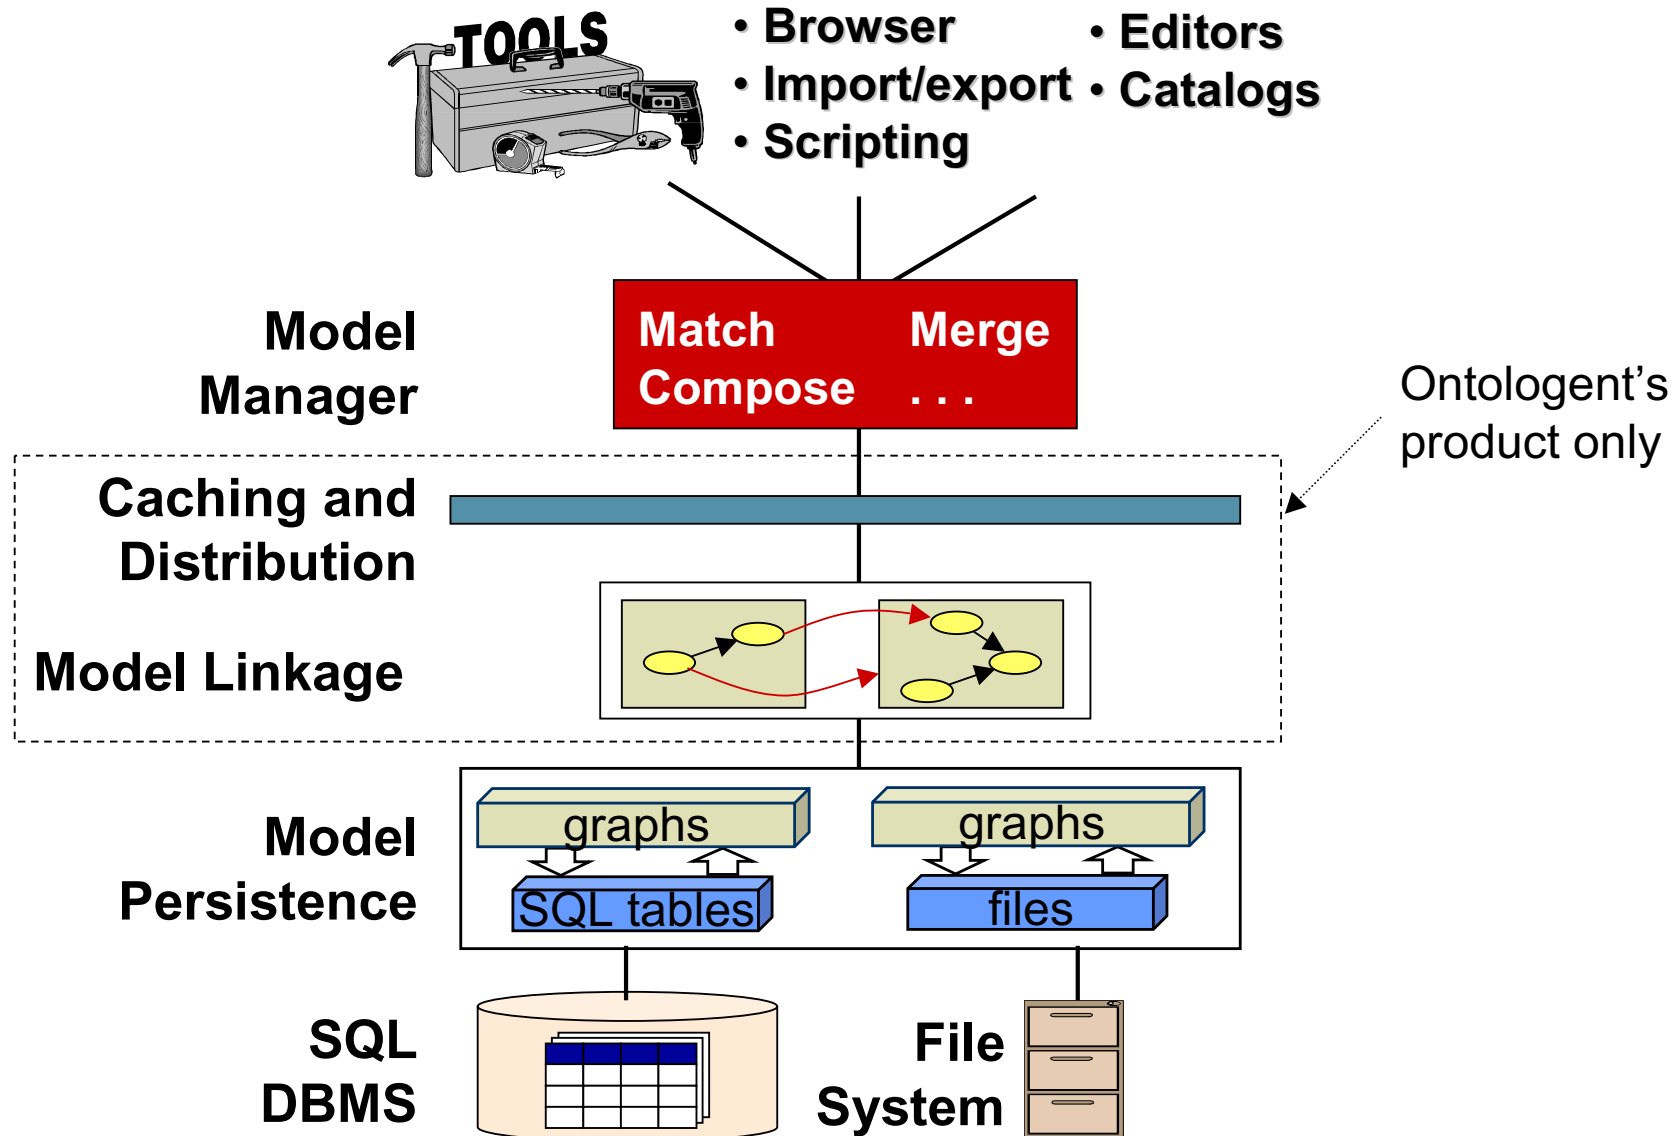 TOOLS
• Browser
• Import/export
• Scripting
• Editors
• Catalogs
Model
Manager
Match Merge
Compose . . .
Ontologent’s
product only
Caching and
Distribution
Model Linkage
Model
Persistence
graphs
SQL tables
graphs
files
SQL
DBMS
File
System